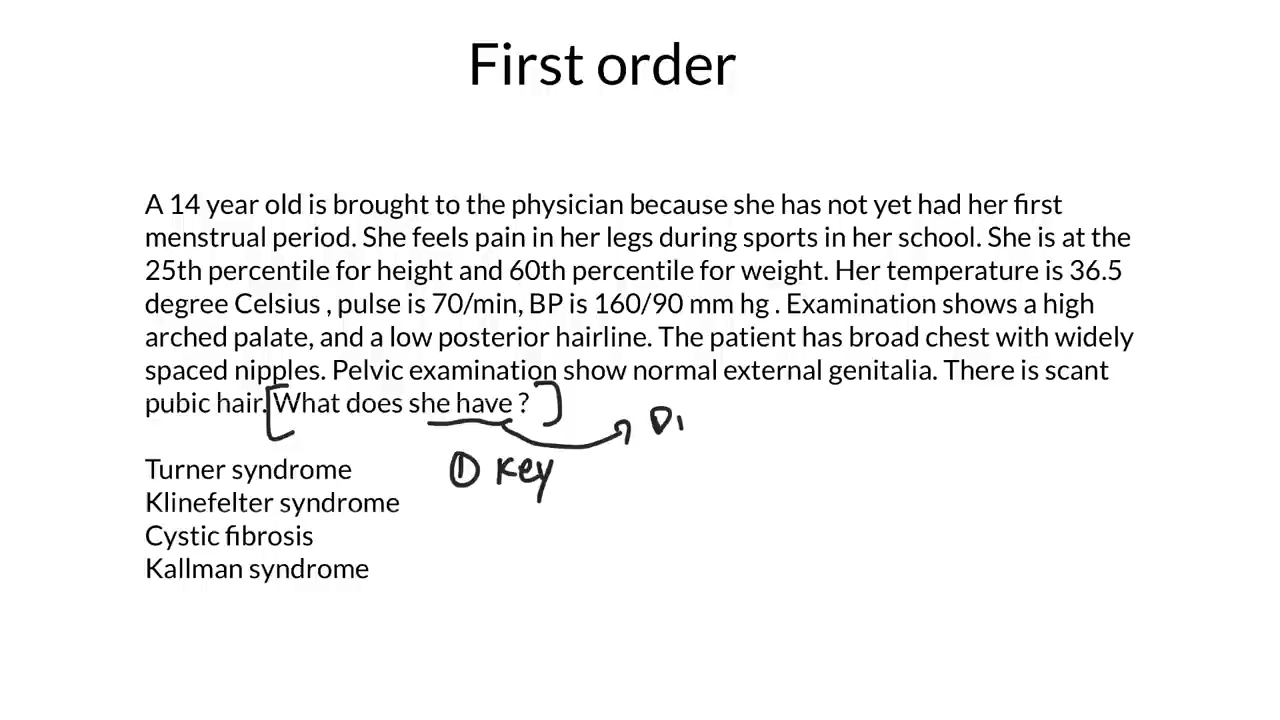 First order
A 14 year old is brought to the physician because she has not yet had her first
menstrual period. She feels pain in her legs during sports in her school. She is at the
25th percentile for height and 60th percentile for weight. Her temperature is 36.5
degree Celsius , pulse is 70/min, BP is 160/90 mm hg . Examination shows a high
arched palate, and a low posterior hairline. The patient has broad chest with widely
spaced nipples. Pelvic examination show normal external genitalia. There is scant
pubic hair. [What does she have ? ]
Di
① Key
Turner syndrome
Klinefelter syndrome
Cystic fibrosis
Kallman syndrome